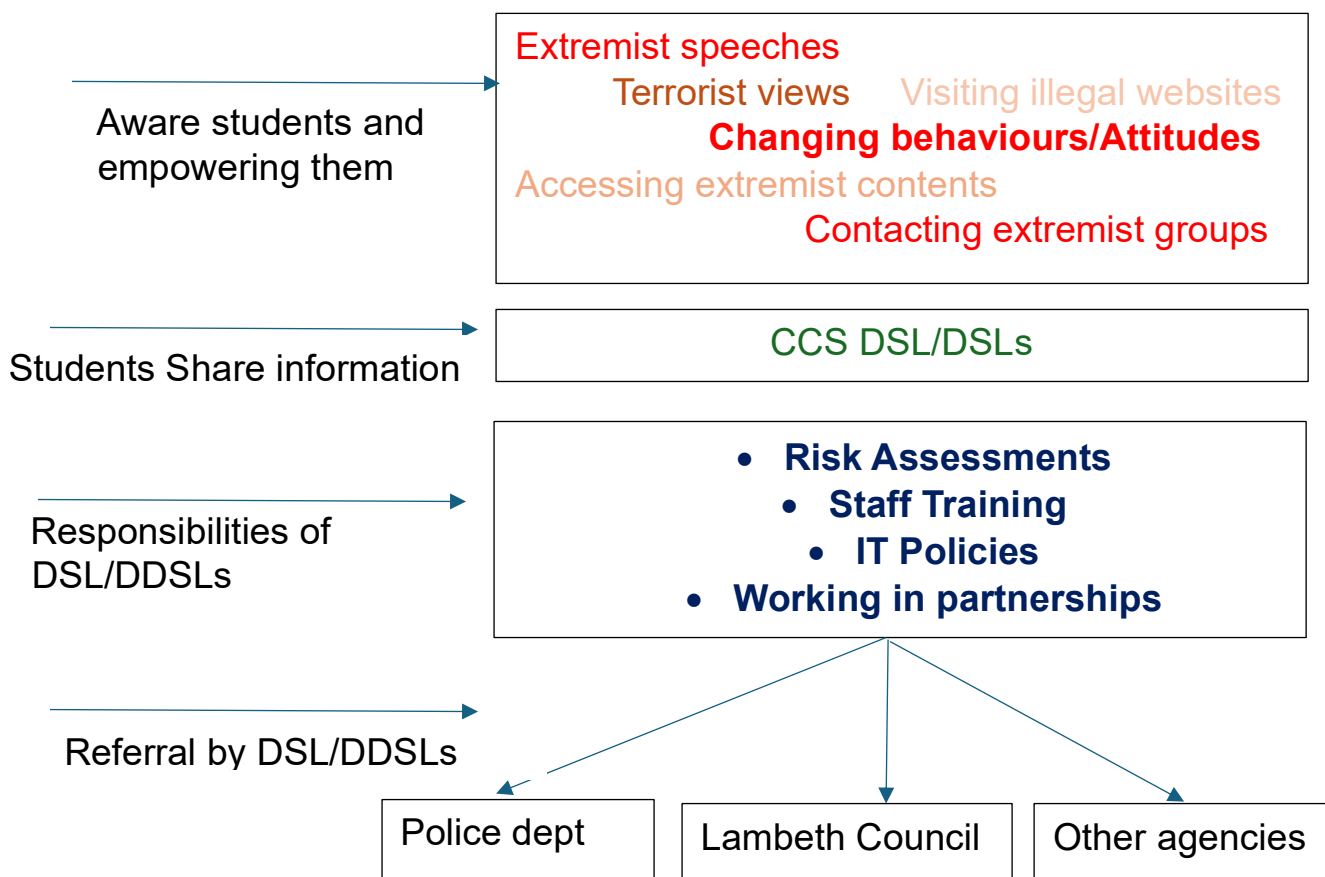 Extremist speeches
Terrorist views Visiting illegal websites
Aware students and
empowering them
Changing behaviours/Attitudes
Accessing extremist contents
Contacting extremist groups
Students Share information
CCS DSL/DSLs
Responsibilities of
DSL/DDSLs
• Risk Assessments
• Staff Training
• IT Policies
• Working in partnerships
Referral by DSL/DDSLs
Police dept
Lambeth Council
Other agencies